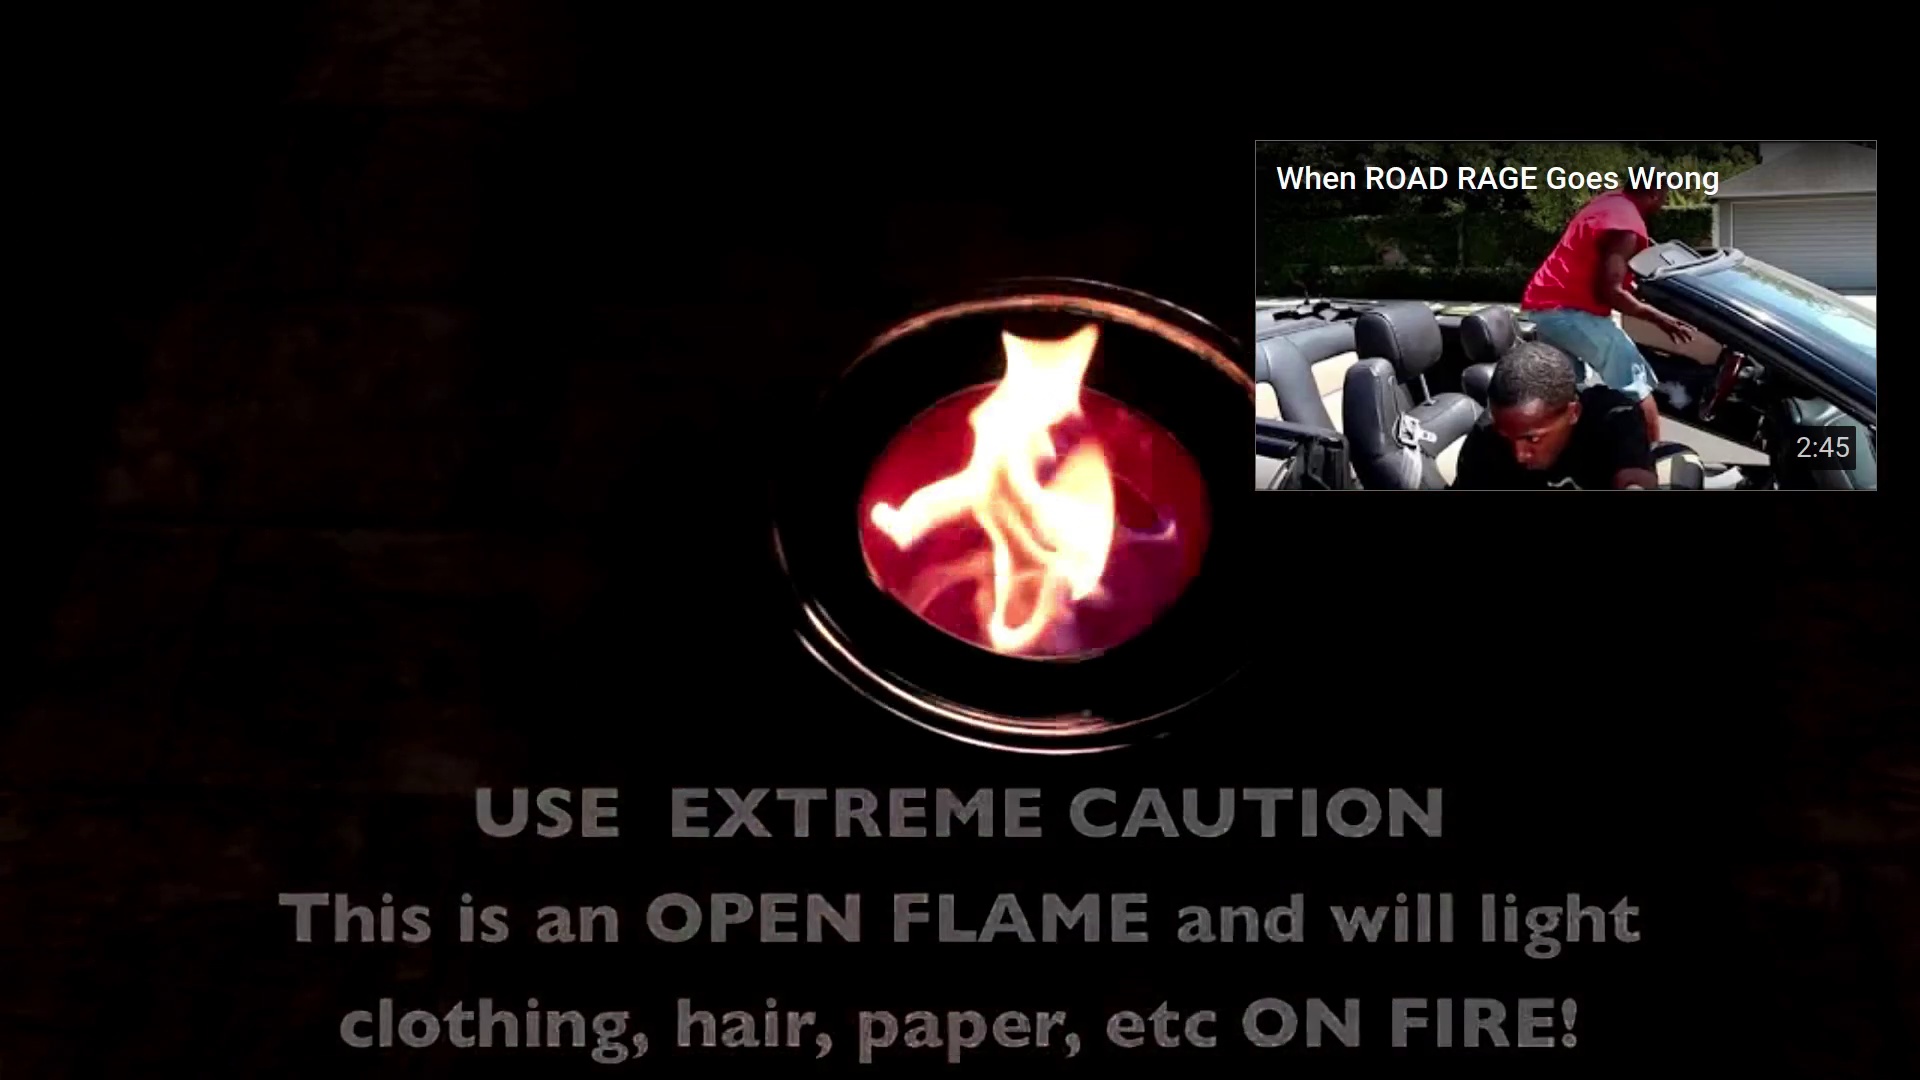 When ROAD RAGE Goes Wrong
2:45
USE EXTREME CAUTION
This is an OPEN FLAME and will light
clothing, hair, paper, etc ON FIRE!